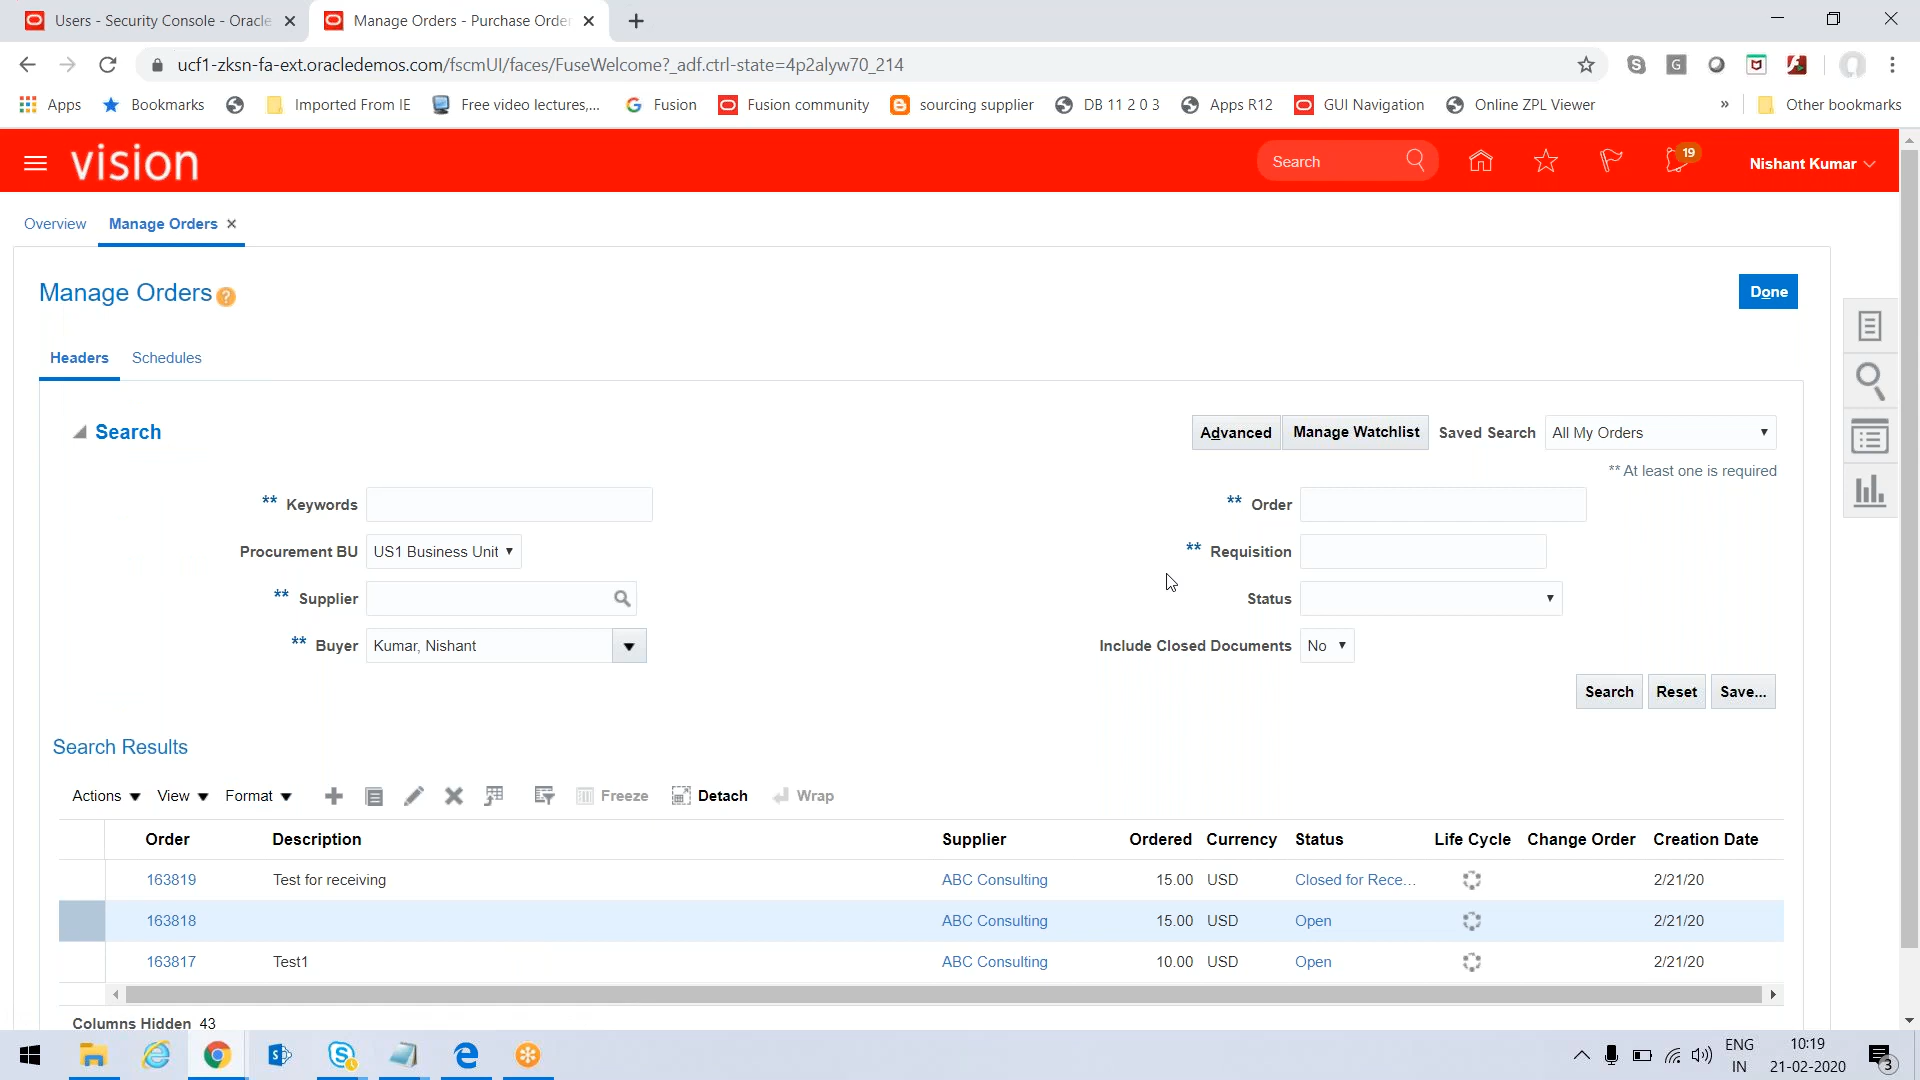 Users - Security Console - Oracle
Manage Orders - Purchase Order
ucf1-zksn-fa-ext.oracledemos.com/fscmUI/faces/FuseWelcome?_adf.ctrl-state=4p2alyw70_214
Apps Bookmarks Imported From IE Free video lectures,... Fusion Fusion community sourcing supplier DB 11 2 0 3 Apps R12 GUI Navigation Online ZPL Viewer » Other bookmarks
vision Search 19 Nishant Kumar
Overview Manage Orders
Manage Orders ? Done
Headers Schedules
Search Advanced Manage Watchlist Saved Search All My Orders
** At least one is required
** Keywords ** Order
Procurement BU US1 Business Unit ** Requisition
** Supplier Status
** Buyer Kumar, Nishant Include Closed Documents No
Search Reset Save...
Search Results
Actions View Format Freeze Detach Wrap
Order Description Supplier Ordered Currency Status Life Cycle Change Order Creation Date
163819 Test for receiving ABC Consulting 15.00 USD Closed for Rece... 2/21/20
163818 ABC Consulting 15.00 USD Open 2/21/20
163817 Test1 ABC Consulting 10.00 USD Open 2/21/20
Columns Hidden 43
ENG 10:19
IN 21-02-2020 3